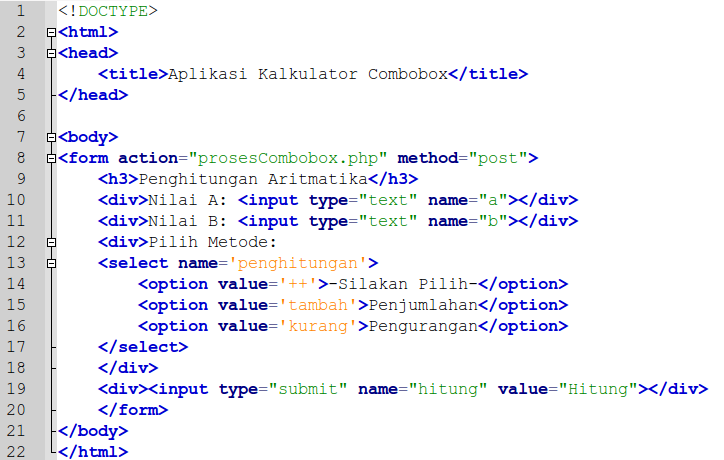 1 <!DOCTYPE>
2 <html>
3 <head>
4     <title>Aplikasi Kalkulator Combobox</title>
5 </head>
6
7 <body>
8 <form action="prosesCombobox.php" method="post">
9     <h3>Penghitungan Aritmatika</h3>
10     <div>Nilai A: <input type="text" name="a"></div>
11     <div>Nilai B: <input type="text" name="b"></div>
12     <div>Pilih Metode:
13     <select name='penghitungan'>
14         <option value='++'>-Silakan Pilih-</option>
15         <option value='tambah'>Penjumlahan</option>
16         <option value='kurang'>Pengurangan</option>
17     </select>
18     </div>
19     <div><input type="submit" name="hitung" value="Hitung"></div>
20     </form>
21 </body>
22 </html>